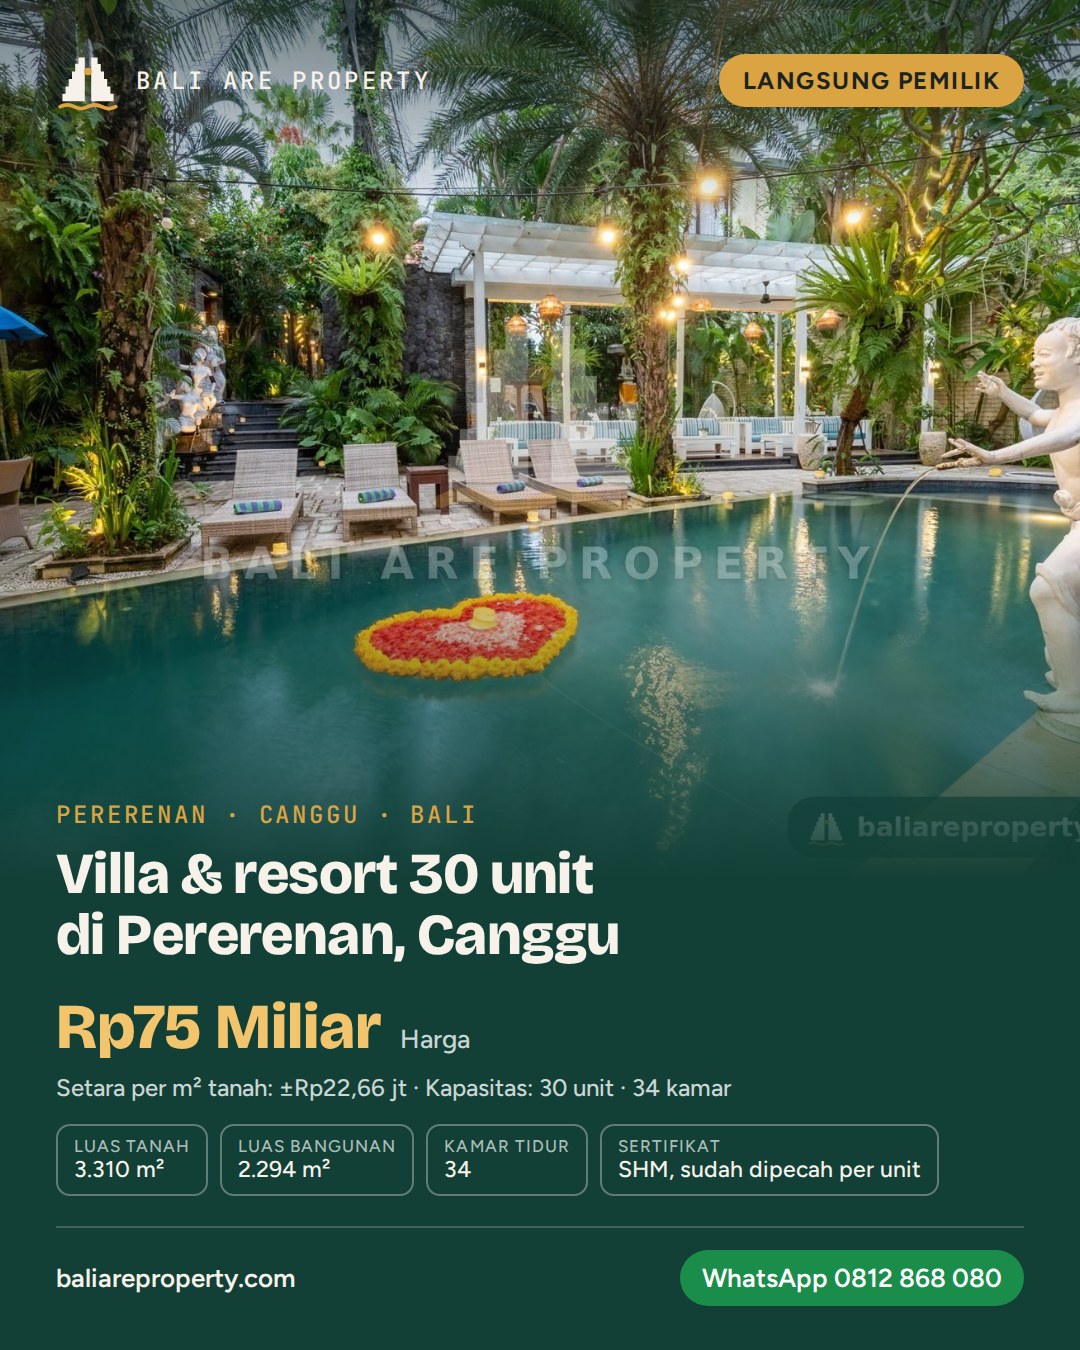 BALI ARE PROPERTY
LANGSUNG PEMILIK
BALI ARE PROPERTY
PERERENAN · CANGGU · BALI
baliareproperty
Villa & resort 30 unit
di Pererenan, Canggu
Rp75 Miliar Harga
Setara per m² tanah: ±Rp22,66 jt · Kapasitas: 30 unit · 34 kamar
LUAS TANAH
3.310 m²
LUAS BANGUNAN
2.294 m²
KAMAR TIDUR
34
SERTIFIKAT
SHM, sudah dipecah per unit
baliareproperty.com
WhatsApp 0812 868 080